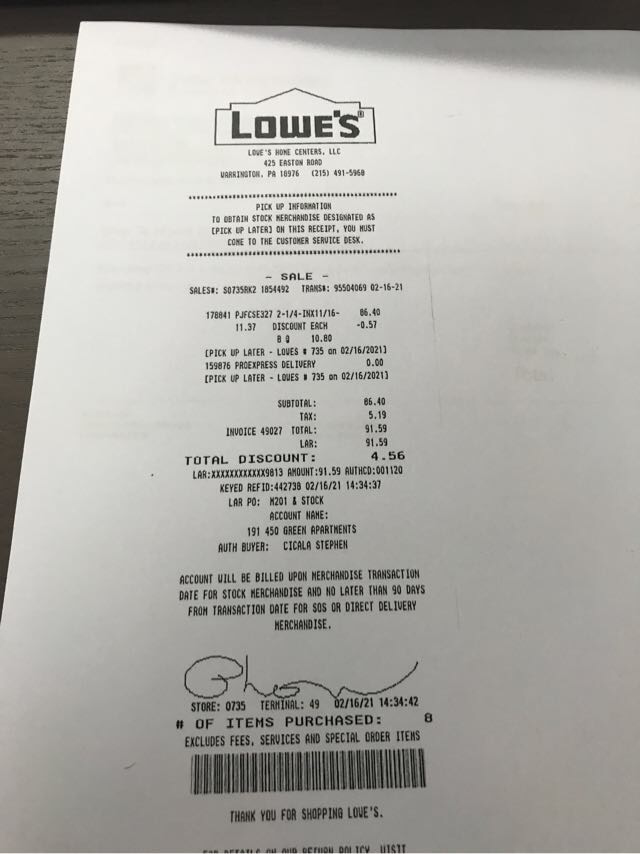 LOWE'S®
LOWE'S HOME CENTERS, LLC
425 EASTON ROAD
WARRINGTON, PA 18976 (215) 491-5968
PICK UP INFORMATION
TO OBTAIN STOCK MERCHANDISE DESIGNATED AS
[PICK UP LATER] ON THIS RECEIPT, YOU MUST
COME TO THE CUSTOMER SERVICE DESK.
- SALE -
SALES#: S0735RK2 1854492 TRANS#: 95504069 02-16-21
178841 PJFCSE327 2-1/4-INX11/16- 86.40
11.37 DISCOUNT EACH -0.57
8 @ 10.80
[PICK UP LATER - LOWES # 735 on 02/16/2021]
159876 PROEXPRESS DELIVERY 0.00
[PICK UP LATER - LOWES # 735 on 02/16/2021]
SUBTOTAL: 86.40
TAX: 5.19
INVOICE 49027 TOTAL: 91.59
LAR: 91.59
TOTAL DISCOUNT: 4.56
LAR:XXXXXXXXXXXX9813 AMOUNT:91.59 AUTHCD:001120
KEYED REFID:442738 02/16/21 14:34:37
LAR PO: M201 & STOCK
ACCOUNT NAME:
191 450 GREEN APARTMENTS
AUTH BUYER: CICALA STEPHEN
ACCOUNT WILL BE BILLED UPON MERCHANDISE TRANSACTION
DATE FOR STOCK MERCHANDISE AND NO LATER THAN 90 DAYS
FROM TRANSACTION DATE FOR SOS OR DIRECT DELIVERY
MERCHANDISE.
STORE: 0735 TERMINAL: 49 02/16/21 14:34:42
# OF ITEMS PURCHASED: 8
EXCLUDES FEES, SERVICES AND SPECIAL ORDER ITEMS
THANK YOU FOR SHOPPING LOWE'S.
FOR DETAILS ON OUR RETURN POLICY, VISIT